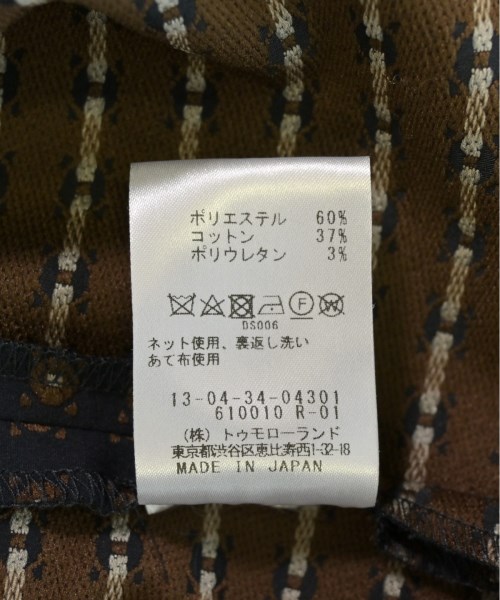 ポリエステル 60%
コットン 37%
ポリウレタン 3%
F W
DS006
ネット使用、裏返し洗い
あて布使用
13-04-34-04301
610010 R-01
(株) トゥモローランド
東京都渋谷区恵比寿西1-32-18
MADE IN JAPAN